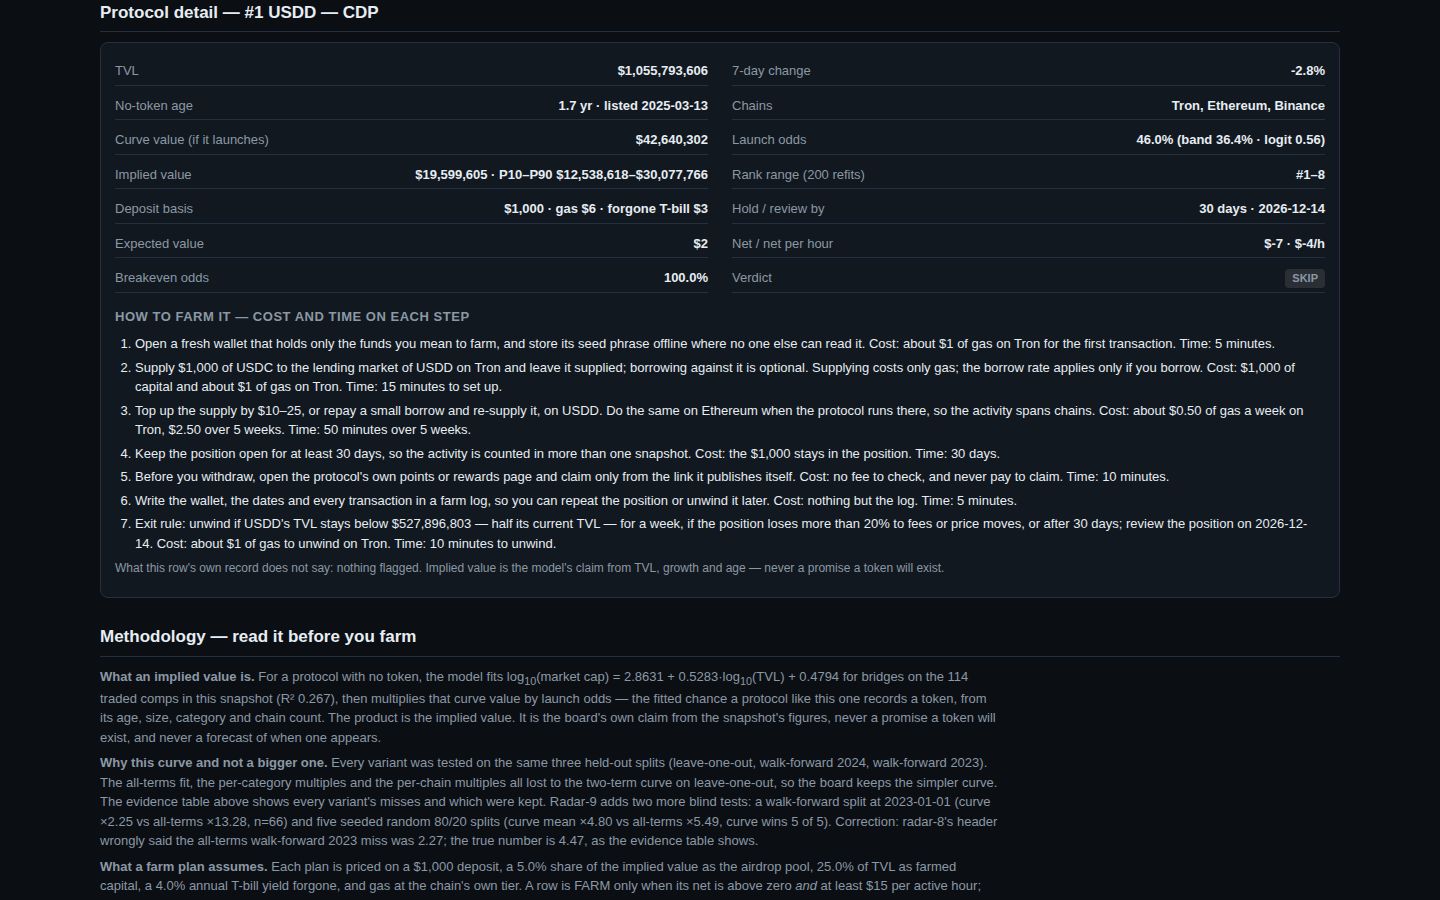 Protocol detail — #1 USDD — CDP
TVL $1,055,793,606 7-day change -2.8%
No-token age 1.7 yr · listed 2025-03-13 Chains Tron, Ethereum, Binance
Curve value (if it launches) $42,640,302 Launch odds 46.0% (band 36.4% · logit 0.56)
Implied value $19,599,605 · P10–P90 $12,538,618–$30,077,766 Rank range (200 refits) #1–8
Deposit basis $1,000 · gas $6 · forgone T-bill $3 Hold / review by 30 days · 2026-12-14
Expected value $2 Net / net per hour $-7 · $-4/h
Breakeven odds 100.0% Verdict SKIP
HOW TO FARM IT — COST AND TIME ON EACH STEP
1. Open a fresh wallet that holds only the funds you mean to farm, and store its seed phrase offline where no one else can read it. Cost: about $1 of gas on Tron for the first transaction. Time: 5 minutes.
2. Supply $1,000 of USDC to the lending market of USDD on Tron and leave it supplied; borrowing against it is optional. Supplying costs only gas; the borrow rate applies only if you borrow. Cost: $1,000 of
capital and about $1 of gas on Tron. Time: 15 minutes to set up.
3. Top up the supply by $10–25, or repay a small borrow and re-supply it, on USDD. Do the same on Ethereum when the protocol runs there, so the activity spans chains. Cost: about $0.50 of gas a week on
Tron, $2.50 over 5 weeks. Time: 50 minutes over 5 weeks.
4. Keep the position open for at least 30 days, so the activity is counted in more than one snapshot. Cost: the $1,000 stays in the position. Time: 30 days.
5. Before you withdraw, open the protocol's own points or rewards page and claim only from the link it publishes itself. Cost: no fee to check, and never pay to claim. Time: 10 minutes.
6. Write the wallet, the dates and every transaction in a farm log, so you can repeat the position or unwind it later. Cost: nothing but the log. Time: 5 minutes.
7. Exit rule: unwind if USDD's TVL stays below $527,896,803 — half its current TVL — for a week, if the position loses more than 20% to fees or price moves, or after 30 days; review the position on 2026-12-
14. Cost: about $1 of gas to unwind on Tron. Time: 10 minutes to unwind.
What this row's own record does not say: nothing flagged. Implied value is the model's claim from TVL, growth and age — never a promise a token will exist.
Methodology — read it before you farm
What an implied value is. For a protocol with no token, the model fits log10(market cap) = 2.8631 + 0.5283·log10(TVL) + 0.4794 for bridges on the 114
traded comps in this snapshot (R² 0.267), then multiplies that curve value by launch odds — the fitted chance a protocol like this one records a token, from
its age, size, category and chain count. The product is the implied value. It is the board's own claim from the snapshot's figures, never a promise a token will
exist, and never a forecast of when one appears.
Why this curve and not a bigger one. Every variant was tested on the same three held-out splits (leave-one-out, walk-forward 2024, walk-forward 2023).
The all-terms fit, the per-category multiples and the per-chain multiples all lost to the two-term curve on leave-one-out, so the board keeps the simpler curve.
The evidence table above shows every variant's misses and which were kept. Radar-9 adds two more blind tests: a walk-forward split at 2023-01-01 (curve
×2.25 vs all-terms ×13.28, n=66) and five seeded random 80/20 splits (curve mean ×4.80 vs all-terms ×5.49, curve wins 5 of 5). Correction: radar-8's header
wrongly said the all-terms walk-forward 2023 miss was 2.27; the true number is 4.47, as the evidence table shows.
What a farm plan assumes. Each plan is priced on a $1,000 deposit, a 5.0% share of the implied value as the airdrop pool, 25.0% of TVL as farmed
capital, a 4.0% annual T-bill yield forgone, and gas at the chain's own tier. A row is FARM only when its net is above zero and at least $15 per active hour;